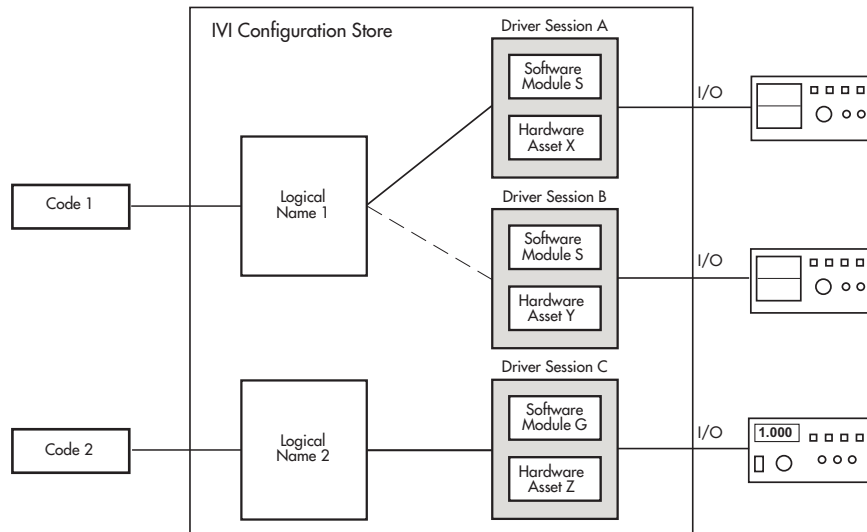 IVI Configuration Store
Driver Session A
Software
Module S
Hardware
Asset X
I/O
Code 1
Logical
Name 1
Driver Session B
Software
Module S
Hardware
Asset Y
I/O
Driver Session C
Software
Module G
Hardware
Asset Z
I/O
1.000
Code 2
Logical
Name 2